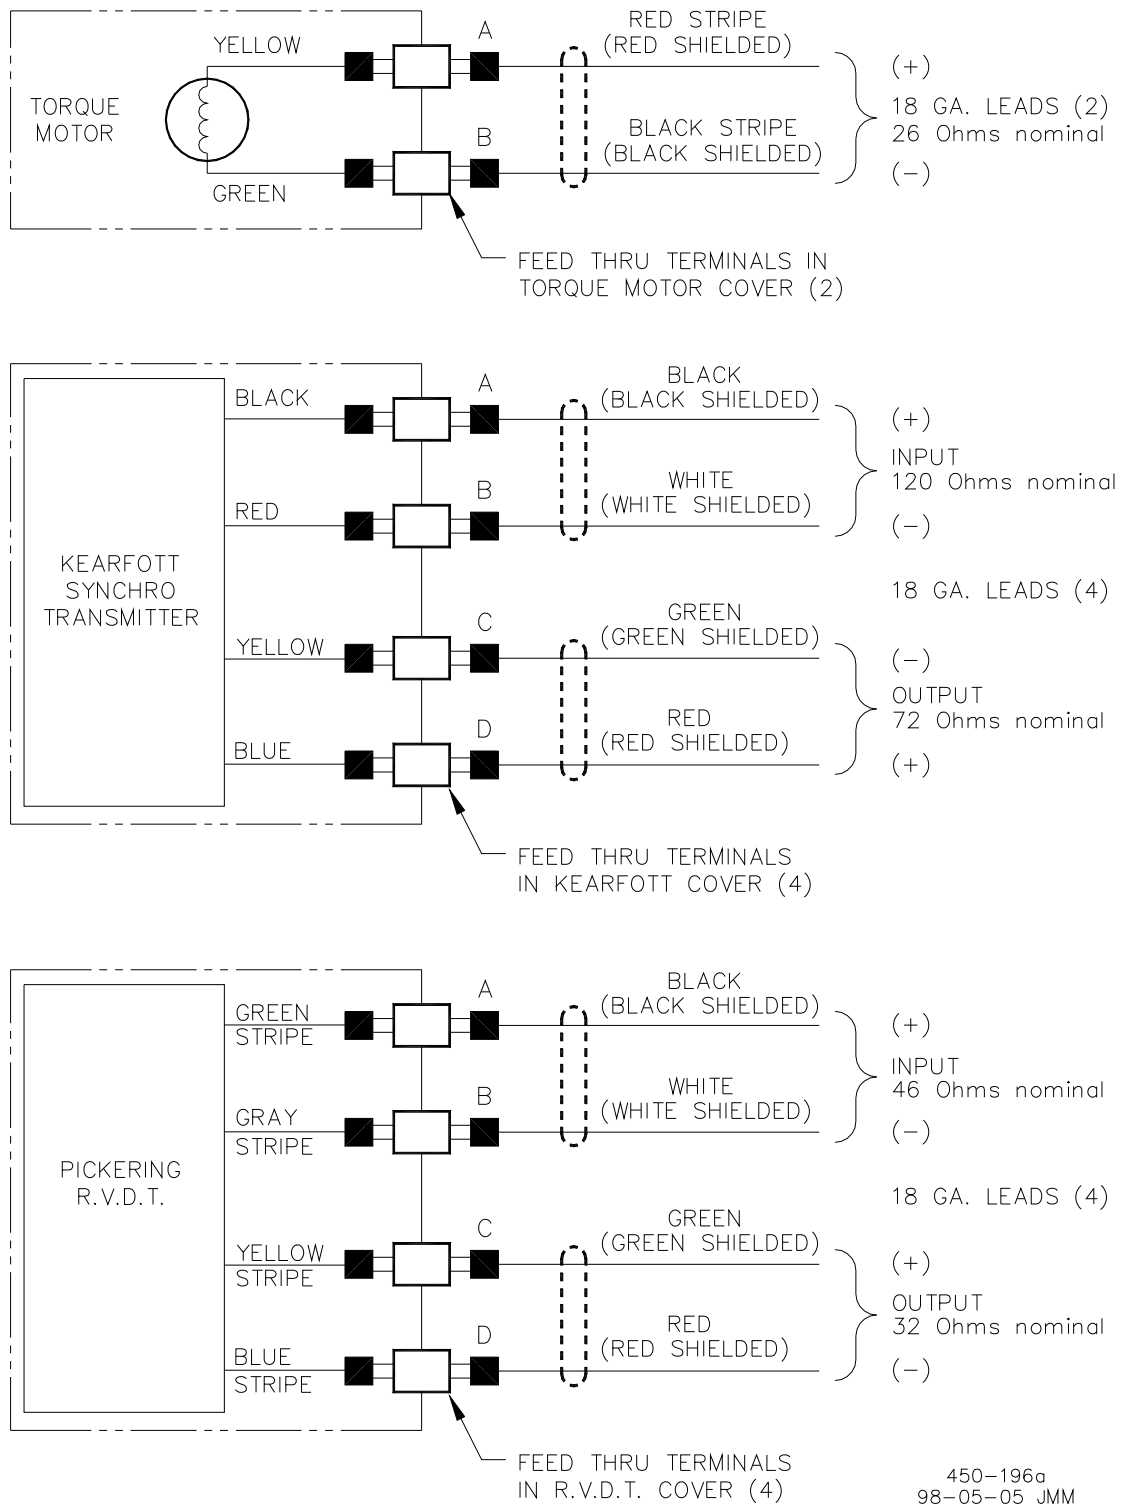 RED STRIPE
(RED SHIELDED)
A
YELLOW
(+)
TORQUE
MOTOR
18 GA. LEADS (2)
26 Ohms nominal
BLACK STRIPE
(BLACK SHIELDED)
B
(-)
GREEN
FEED THRU TERMINALS IN
TORQUE MOTOR COVER (2)
A
BLACK
BLACK
(BLACK SHIELDED)
(+)
INPUT
120 Ohms nominal
B
RED
WHITE
(WHITE SHIELDED)
(-)
KEARFOTT
SYNCHRO
TRANSMITTER
18 GA. LEADS (4)
C
YELLOW
GREEN
(GREEN SHIELDED)
(-)
OUTPUT
72 Ohms nominal
D
BLUE
RED
(RED SHIELDED)
(+)
FEED THRU TERMINALS
IN KEARFOTT COVER (4)
A
GREEN
STRIPE
BLACK
(BLACK SHIELDED)
(+)
INPUT
46 Ohms nominal
B
GRAY
STRIPE
WHITE
(WHITE SHIELDED)
(-)
PICKERING
R.V.D.T.
18 GA. LEADS (4)
C
YELLOW
STRIPE
GREEN
(GREEN SHIELDED)
(+)
OUTPUT
32 Ohms nominal
D
BLUE
STRIPE
RED
(RED SHIELDED)
(-)
FEED THRU TERMINALS
IN R.V.D.T. COVER (4)
450-196a
98-05-05 JMM